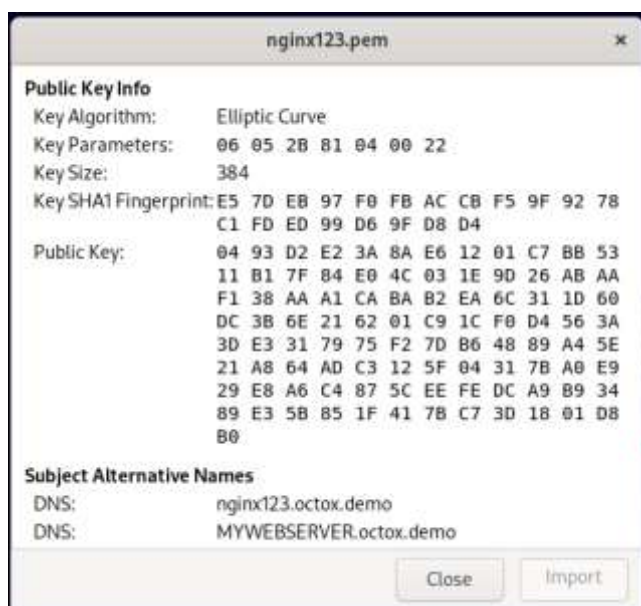 nginx123.pem
×
Public Key Info
Key Algorithm: Elliptic Curve
Key Parameters: 06 05 2B 81 04 00 22
Key Size: 384
Key SHA1 Fingerprint: E5 7D EB 97 F0 FB AC CB F5 9F 92 78
C1 FD ED 99 D6 9F D8 D4
Public Key: 04 93 D2 E2 3A 8A E6 12 01 C7 BB 53
11 B1 7F 84 E0 4C 03 1E 9D 26 AB AA
F1 38 AA A1 CA BA B2 EA 6C 31 1D 60
DC 3B 6E 21 62 01 C9 1C F0 D4 56 3A
3D E3 31 79 75 F2 7D B6 48 89 A4 5E
21 A8 64 AD C3 12 5F 04 31 7B A0 E9
29 E8 A6 C4 87 5C EE FE DC A9 B9 34
89 E3 5B 85 1F 41 7B C7 3D 18 01 D8
B0
Subject Alternative Names
DNS: nginx123.octox.demo
DNS: MYWEBSERVER.octox.demo
Close Import